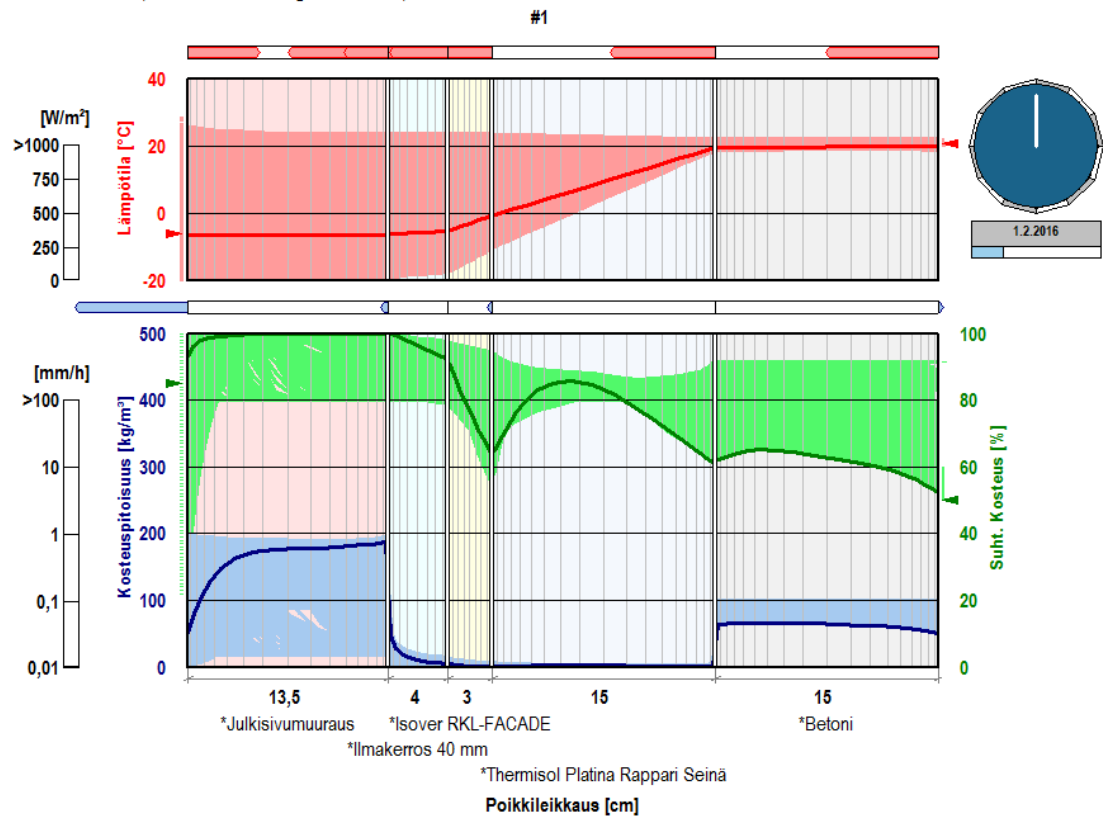 #1
[W/m²]
>1000
750
500
250
0
Lämpötila [°C]
40
20
0
-20
1.2.2016
[mm/h]
>100
10
1
0,1
0,01
Kosteuspitoisuus [kg/m³]
500
400
300
200
100
0
100
80
60
40
20
0
Suht. Kosteus [%]
13,5 4 3 15 15
*Julkisivumuuraus *Isover RKL-FACADE *Betoni
*Ilmakerros 40 mm
*Thermisol Platina Rappari Seinä
Poikkileikkaus [cm]